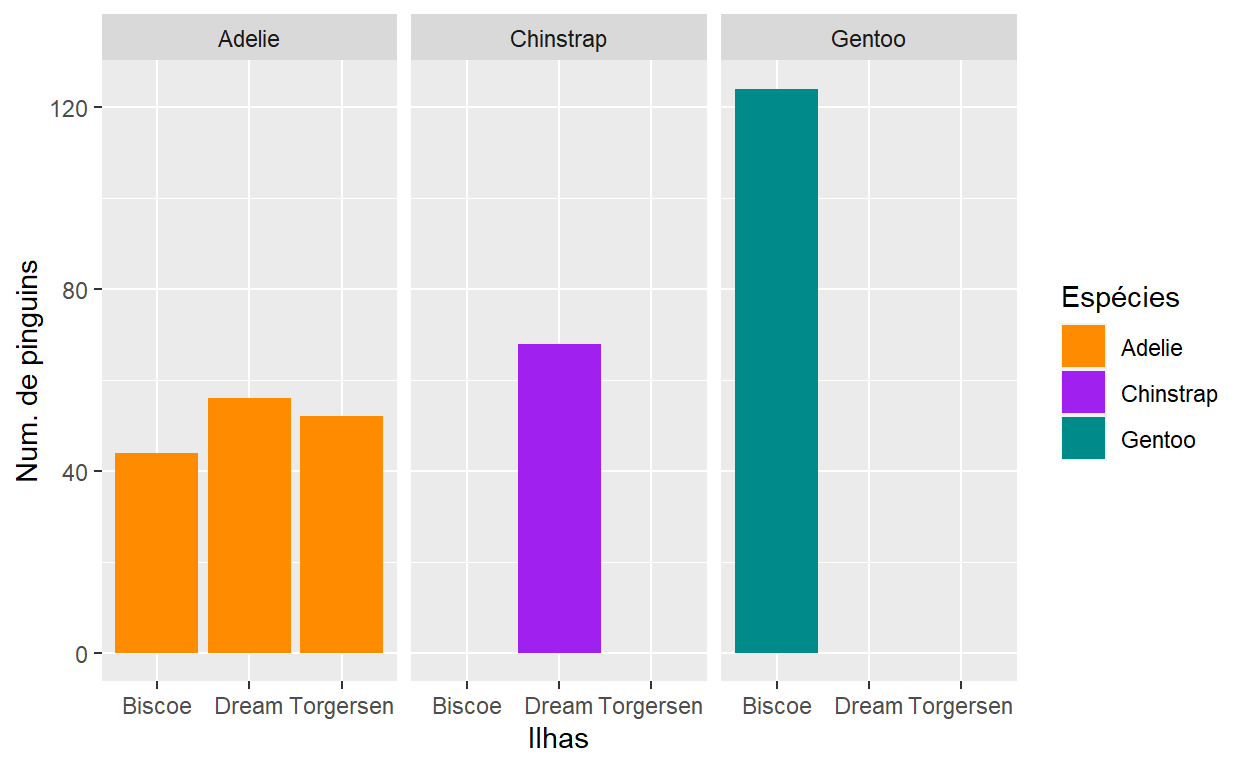 Adelie Chinstrap Gentoo
120
80
40
0
Num. de pinguins
Biscoe Dream Torgersen Biscoe Dream Torgersen Biscoe Dream Torgersen
Ilhas
Espécies
Adelie
Chinstrap
Gentoo